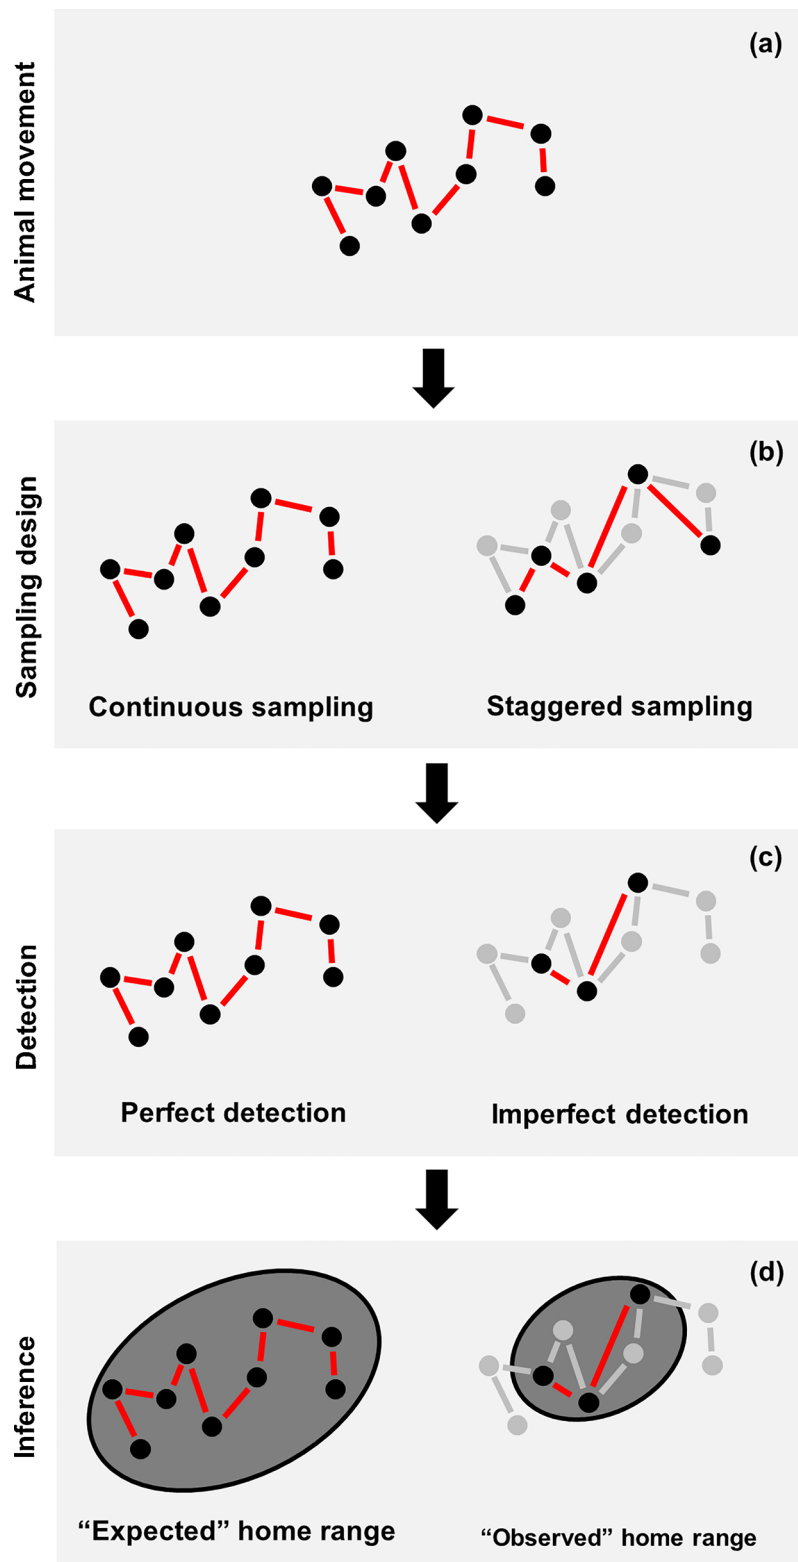 (a)
Animal movement
(b)
Sampling design
Continuous sampling
Staggered sampling
(c)
Detection
Perfect detection
Imperfect detection
(d)
Inference
“Expected” home range
“Observed” home range